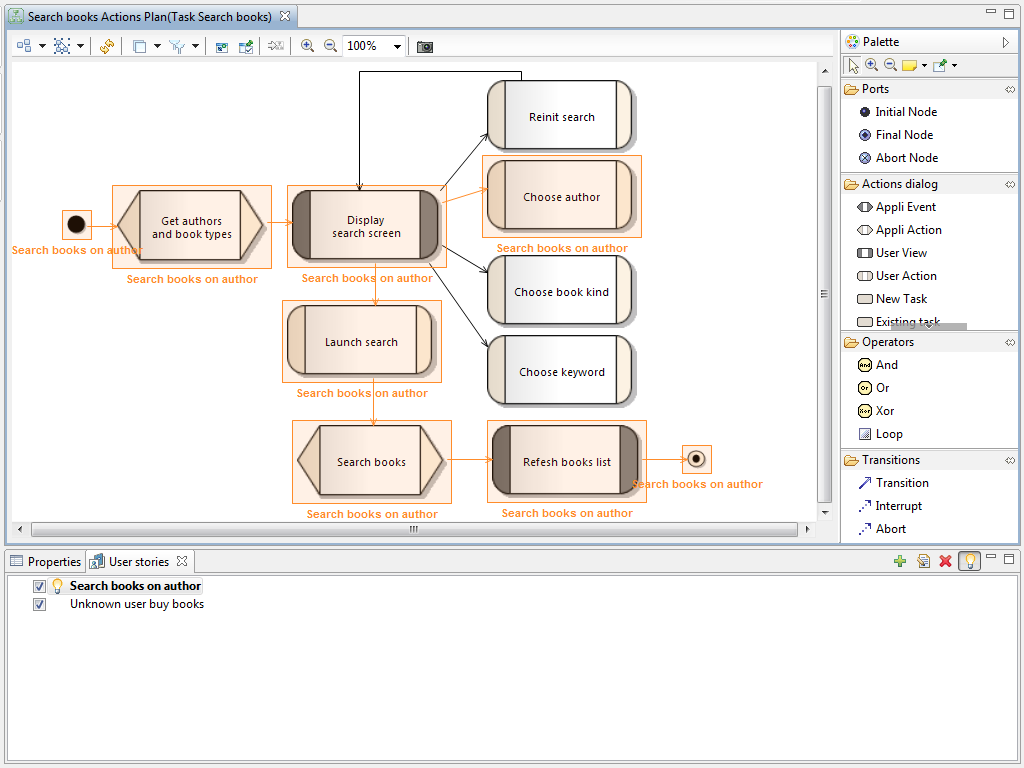 Search books Actions Plan(Task Search books)
100%
Reinit search
Choose author
Search books on author
Get authors
and book types
Search books on author
Search books on author
Display
search screen
Search books on author
Choose book kind
Launch search
Search books on author
Choose keyword
Search books
Search books on author
Refesh books list
Search books on author
Search books on author
Palette
Ports
Initial Node
Final Node
Abort Node
Actions dialog
Appli Event
Appli Action
User View
User Action
New Task
Existing task
Operators
And
And
Or
Or
Xor
Xor
Loop
Transitions
Transition
Interrupt
Abort
Properties
User stories
Search books on author
Unknown user buy books